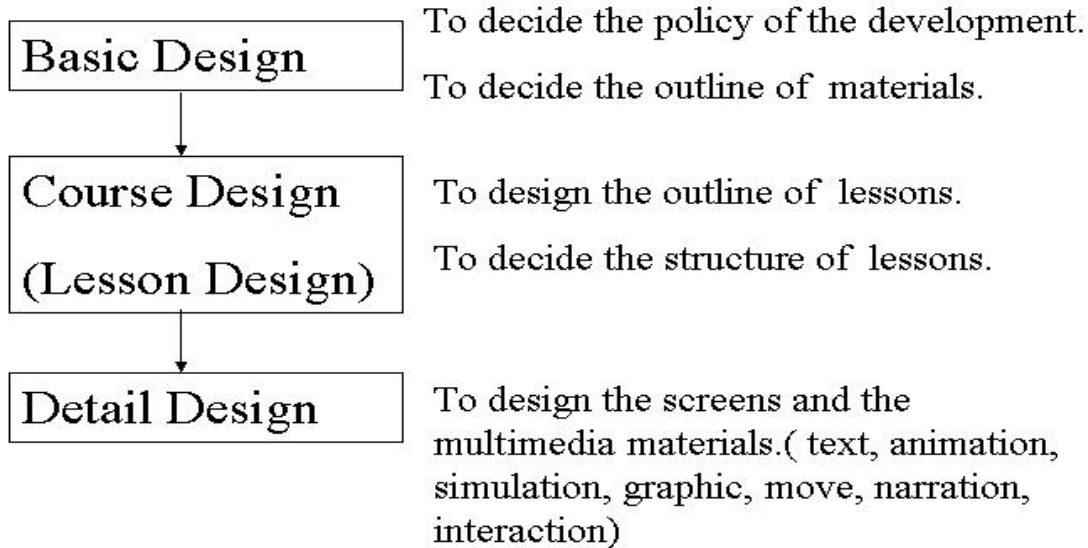 Basic Design
To decide the policy of the development.
To decide the outline of materials.
Course Design
(Lesson Design)
To design the outline of lessons.
To decide the structure of lessons.
Detail Design
To design the screens and the
multimedia materials.( text, animation,
simulation, graphic, move, narration,
interaction)